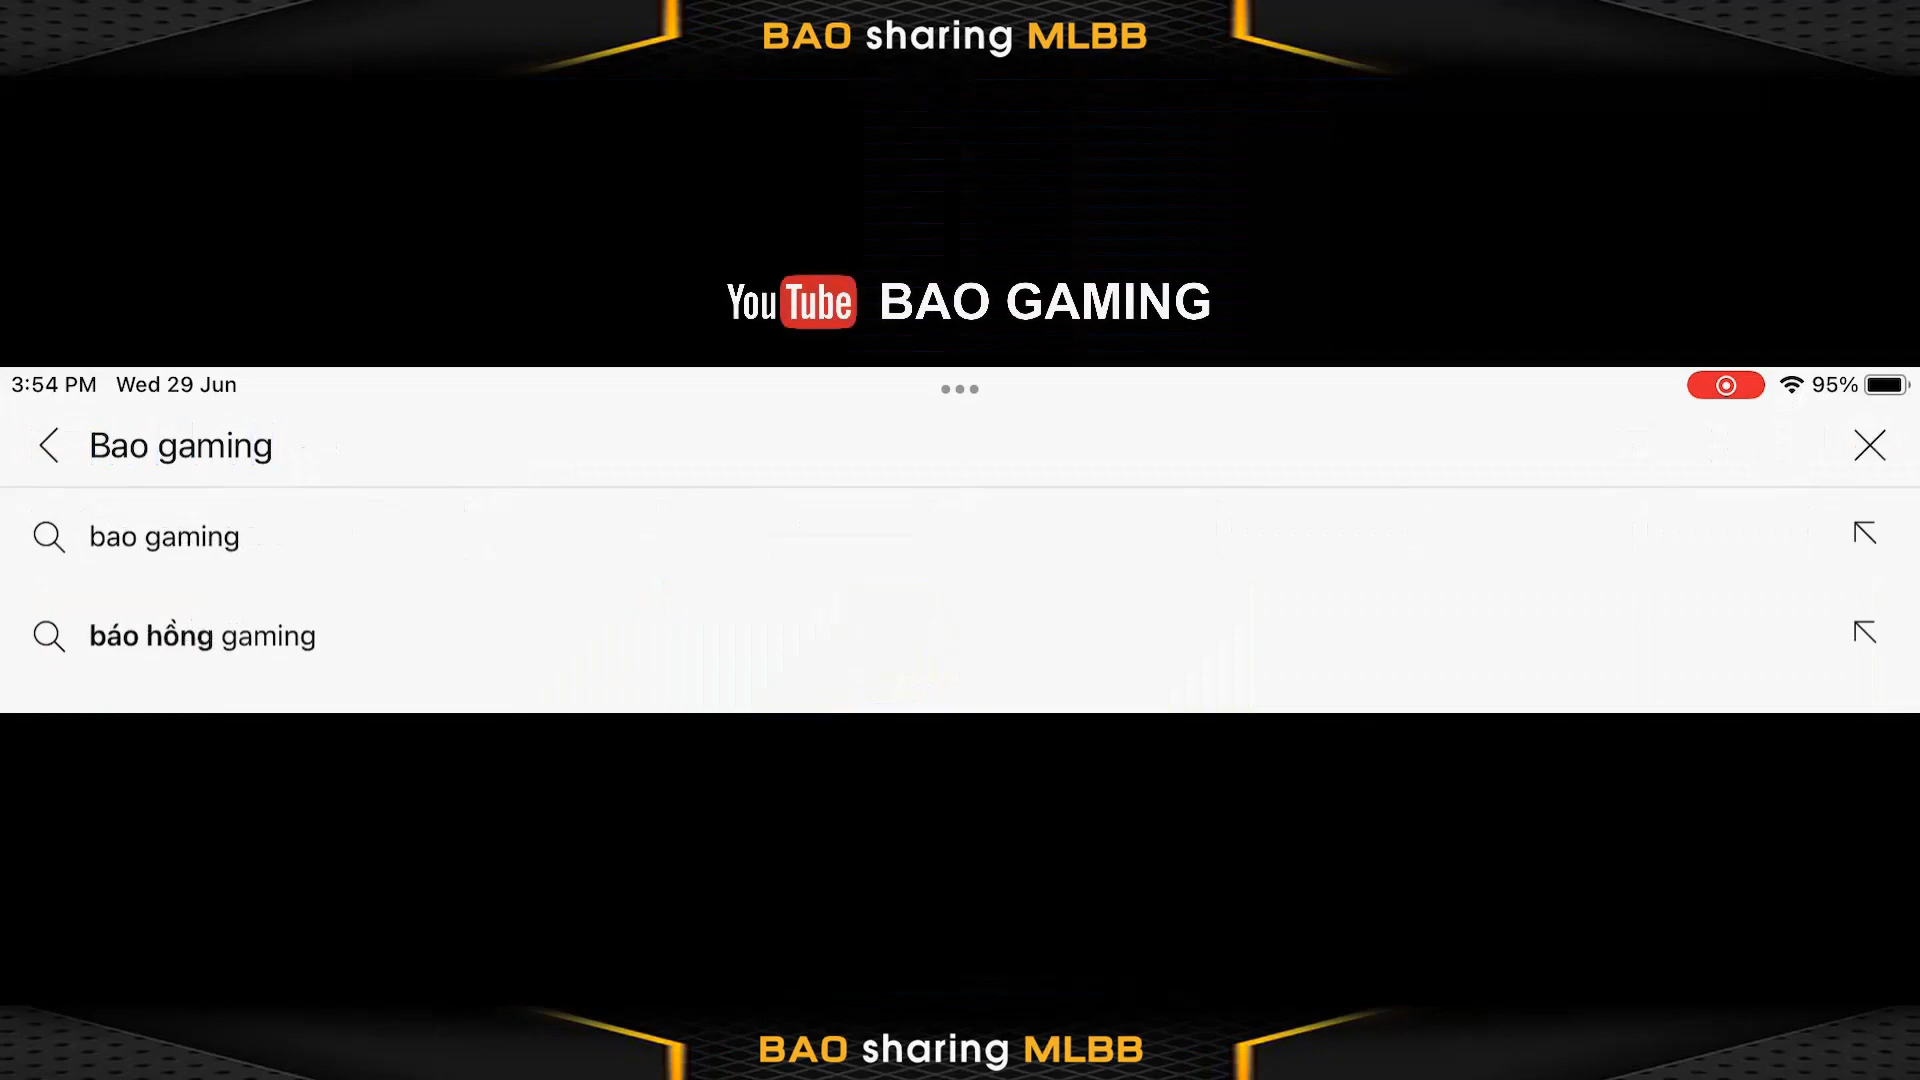 BAO sharing MLBB
YouTube BAO GAMING
3:54 PM Wed 29 Jun 95%
Bao gaming
bao gaming
báo hồng gaming
BAO sharing MLBB